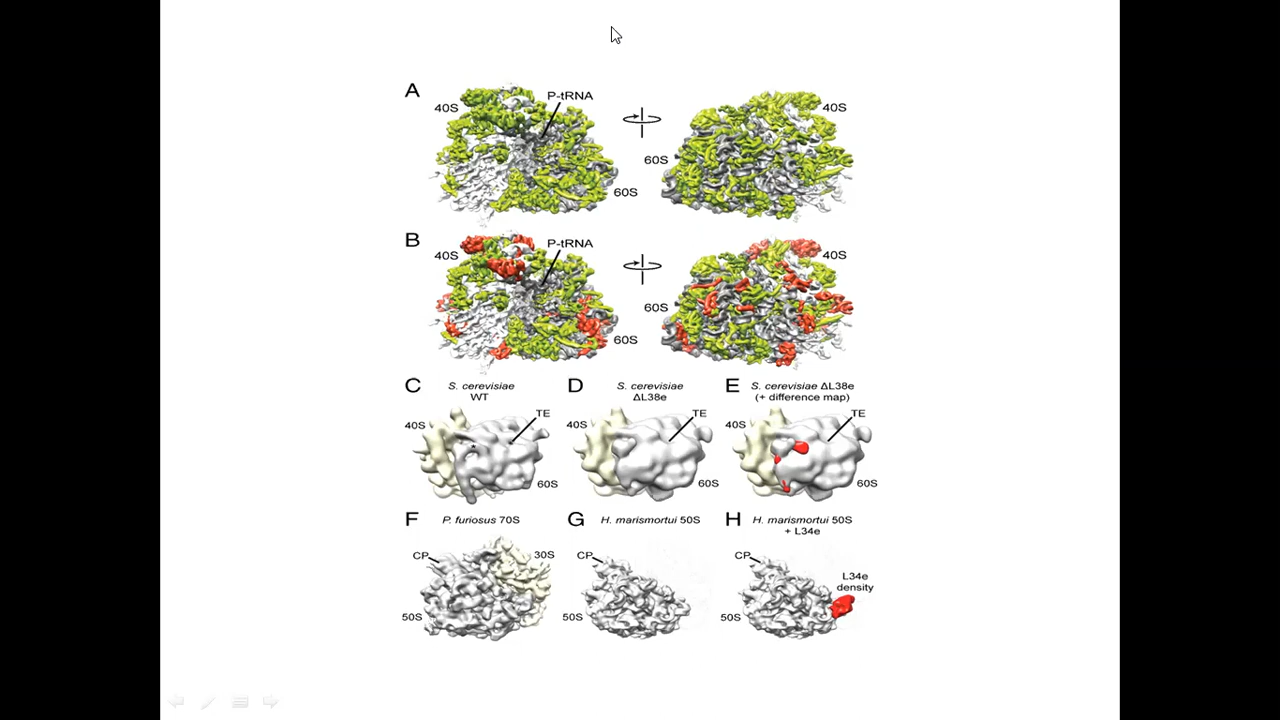 A
P-tRNA
40S
40S
60S
60S
B
P-tRNA
40S
40S
60S
60S
C
S. cerevisiae
WT
TE
40S
*
60S
D
S. cerevisiae
ΔL38e
TE
40S
60S
E
S. cerevisiae ΔL38e
(+ difference map)
TE
40S
60S
F
P. furiosus 70S
CP
30S
50S
G
H. marismortui 50S
CP
50S
H
H. marismortui 50S
+ L34e
CP
L34e
density
50S